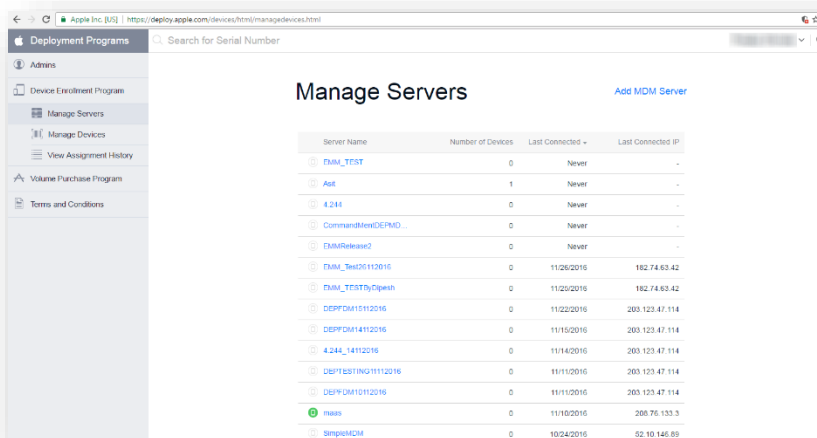 Apple Inc. [US] | https://deploy.apple.com/devices/html/managedevices.html
Deployment Programs
Search for Serial Number
Admins
Device Enrollment Program
Manage Servers
Manage Devices
View Assignment History
Volume Purchase Program
Terms and Conditions
Manage Servers
Add MDM Server
Server Name Number of Devices Last Connected Last Connected IP
EMM_TEST 0 Never -
Asit 1 Never -
4.244 0 Never -
CommandMentDEPMD... 0 Never -
EMMRelease2 0 Never -
EMM_Test26112016 0 11/26/2016 182.74.63.42
EMM_TESTByDipesh 0 11/25/2016 182.74.63.42
DEPFDM15112016 0 11/22/2016 203.123.47.114
DEPFDM14112016 0 11/15/2016 203.123.47.114
4.244_14112016 0 11/14/2016 203.123.47.114
DEPTESTING11112016 0 11/11/2016 203.123.47.114
DEPFDM10112016 0 11/11/2016 203.123.47.114
maas 0 11/10/2016 208.76.133.3
SimpleMDM 0 10/24/2016 52.10.146.89